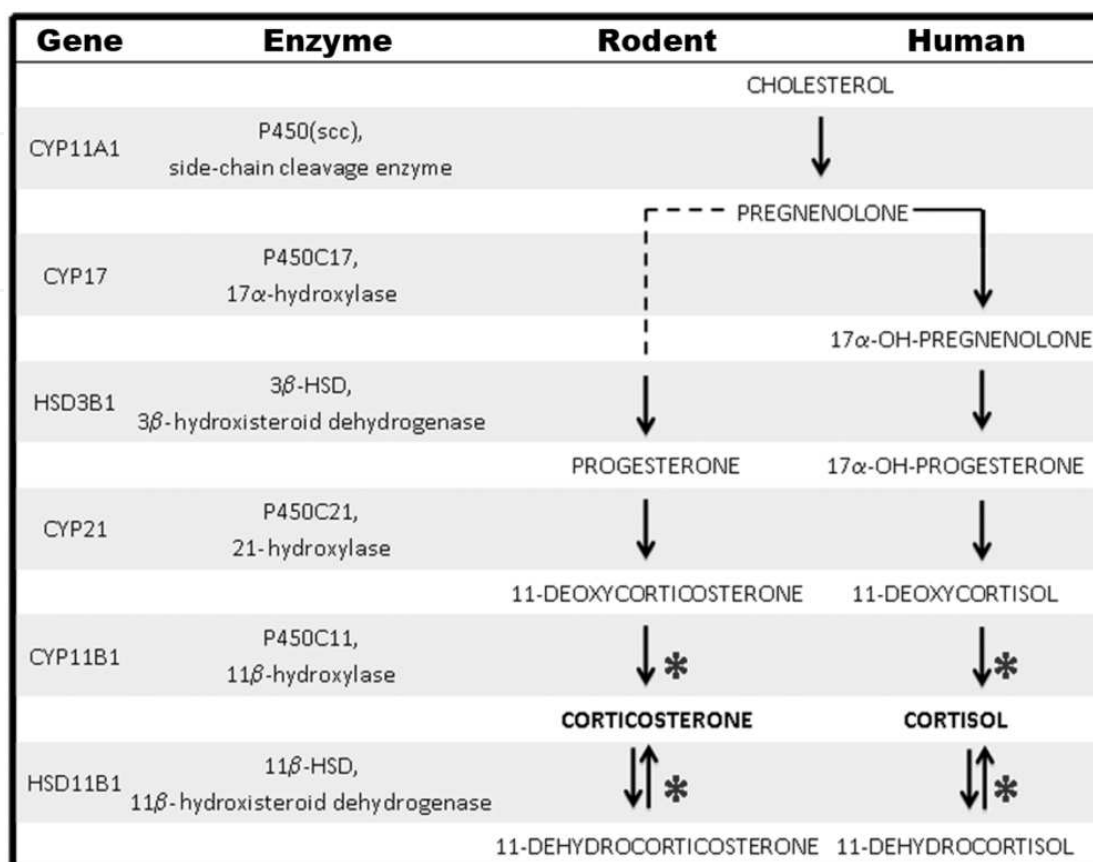 Gene Enzyme Rodent Human
CHOLESTEROL
CYP11A1 P450(scc),
side-chain cleavage enzyme
PREGNENOLONE
CYP17 P450C17,
17α-hydroxylase
17α-OH-PREGNENOLONE
HSD3B1 3β-HSD,
3β-hydroxisteroid dehydrogenase
PROGESTERONE 17α-OH-PROGESTERONE
CYP21 P450C21,
21-hydroxylase
11-DEOXYCORTICOSTERONE 11-DEOXYCORTISOL
CYP11B1 P450C11,
11β-hydroxylase
* *
CORTICOSTERONE CORTISOL
HSD11B1 11β-HSD,
11β-hydroxisteroid dehydrogenase
* *
11-DEHYDROCORTICOSTERONE 11-DEHYDROCORTISOL